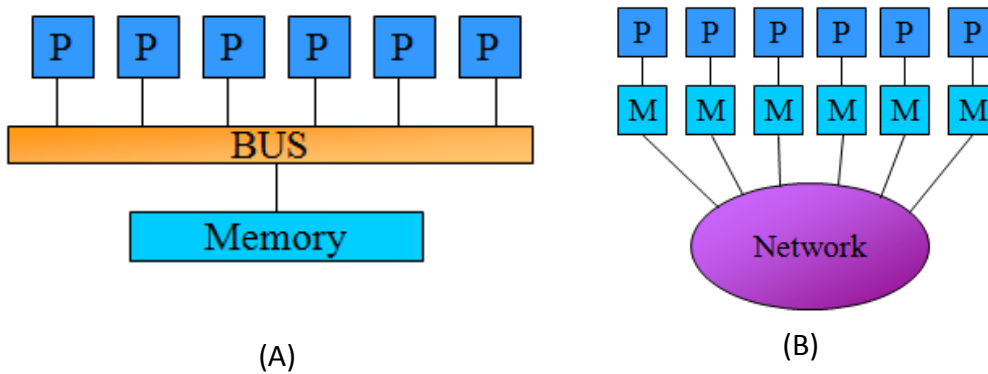 P P P P P P
BUS
Memory
(A)
P P P P P P
M M M M M M
Network
(B)